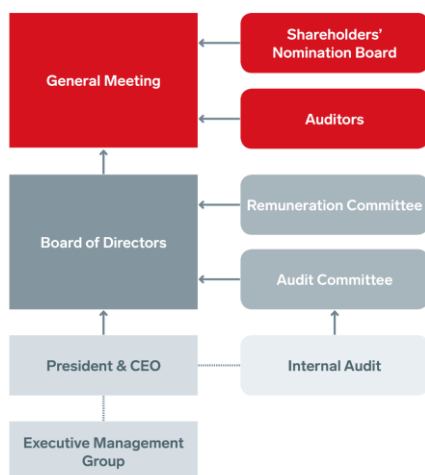 Shareholders'
Nomination Board
General Meeting
Auditors
Remuneration Committee
Board of Directors
Audit Committee
President & CEO
Internal Audit
Executive Management
Group